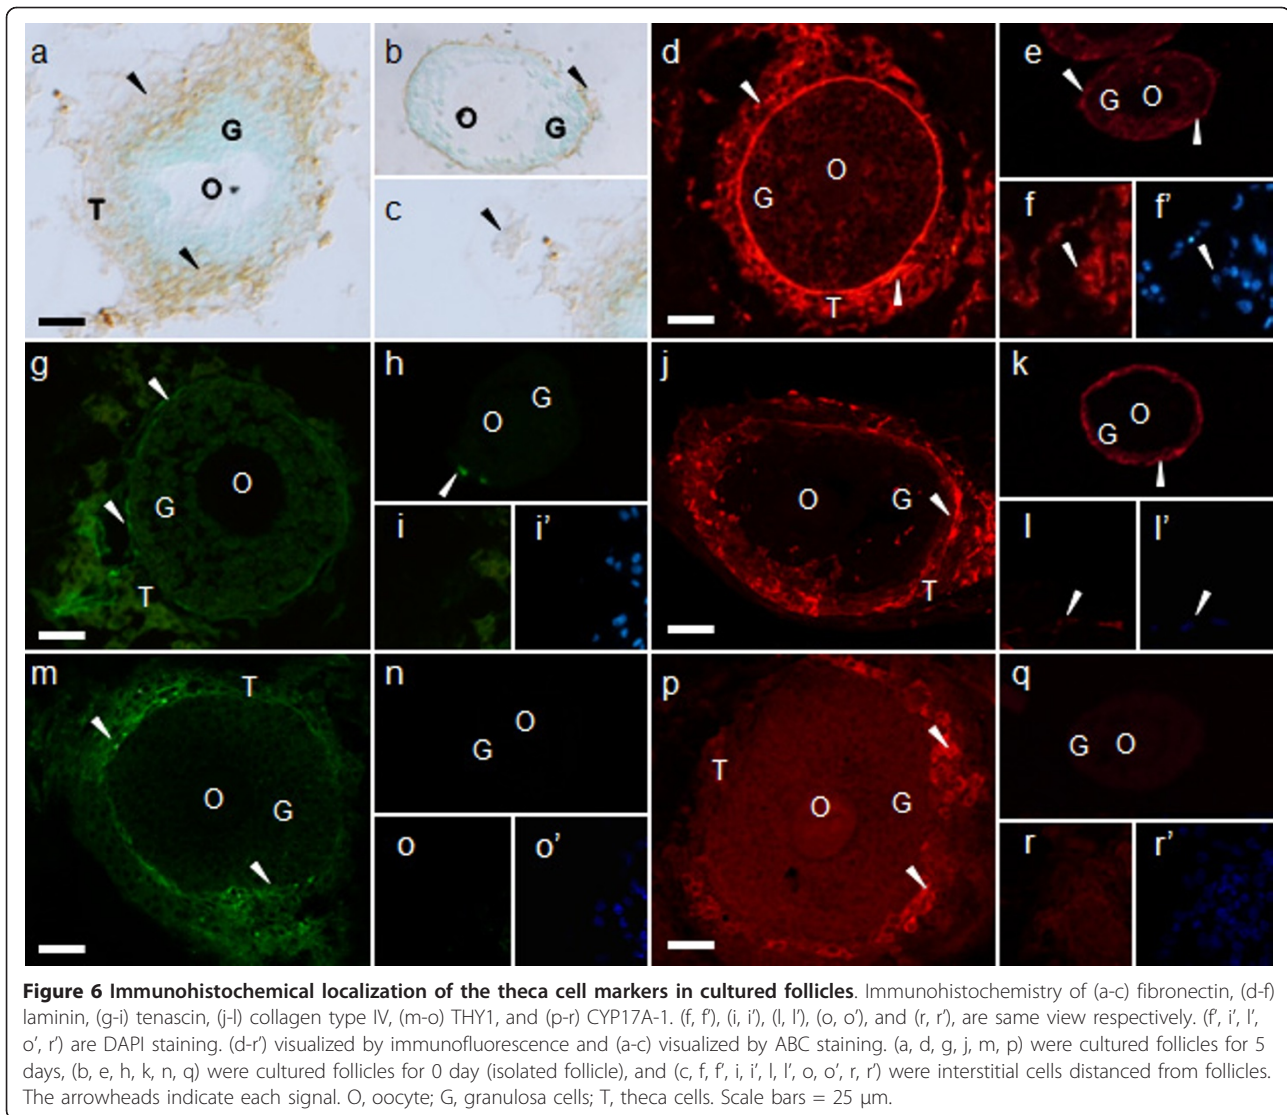 a b d e
G O G O G O
O T c G T f f'
g h j k
O G O O G
G T i i' O G T l l'
m T n p q
O G T G O
O G o o' O G r r'
Figure 6 Immunohistochemical localization of the theca cell markers in cultured follicles. Immunohistochemistry of (a-c) fibronectin, (d-f)
laminin, (g-i) tenascin, (j-l) collagen type IV, (m-o) THY1, and (p-r) CYP17A-1. (f, f'), (i, i'), (l, l'), (o, o'), and (r, r'), are same view respectively. (f', i', l',
o', r') are DAPI staining. (d-r') visualized by immunofluorescence and (a-c) visualized by ABC staining. (a, d, g, j, m, p) were cultured follicles for 5
days, (b, e, h, k, n, q) were cultured follicles for 0 day (isolated follicle), and (c, f, f', i, i', l, l', o, o', r, r') were interstitial cells distanced from follicles.
The arrowheads indicate each signal. O, oocyte; G, granulosa cells; T, theca cells. Scale bars = 25 μm.